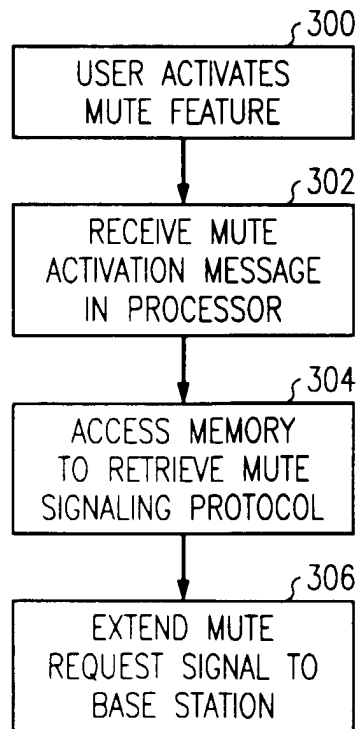 300
USER ACTIVATES
MUTE FEATURE
302
RECEIVE MUTE
ACTIVATION MESSAGE
IN PROCESSOR
304
ACCESS MEMORY
TO RETRIEVE MUTE
SIGNALING PROTOCOL
306
EXTEND MUTE
REQUEST SIGNAL TO
BASE STATION